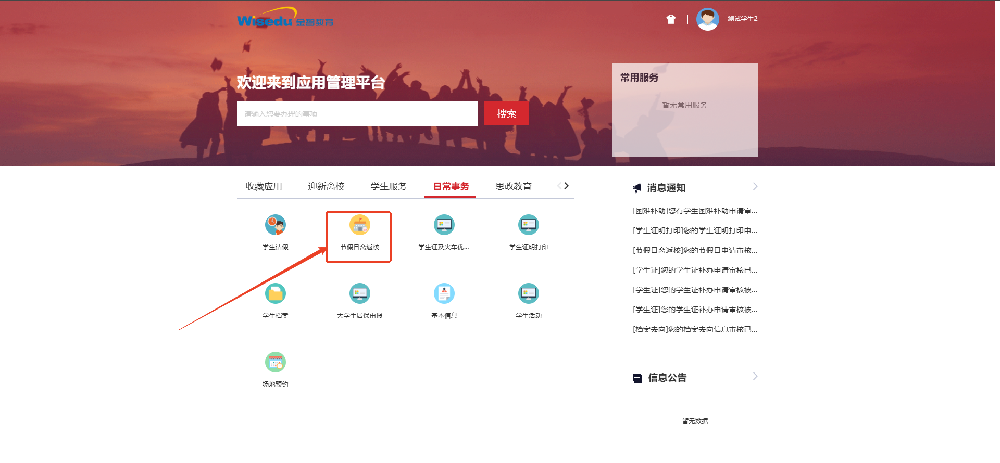 Wisedu 金智教育
测试学生2
欢迎来到应用管理平台
请输入您要办理的事项
搜索
常用服务
暂无常用服务
收藏应用
迎新离校
学生服务
日常事务
思政教育
学生请假
节假日离返校
学生证及火车优...
学生证明打印
学生档案
大学生居保申报
基本信息
学生活动
场地预约
消息通知
[困难补助]您有学生困难补助申请审...
[学生证明打印]您的学生证明打印申...
[节假日离返校]您的节假日申请审核...
[学生证]您的学生证补办申请审核已...
[学生证]您的学生证补办申请审核被...
[学生证]您的学生证补办申请审核被...
[档案去向]您的档案去向信息审核已...
信息公告
暂无数据